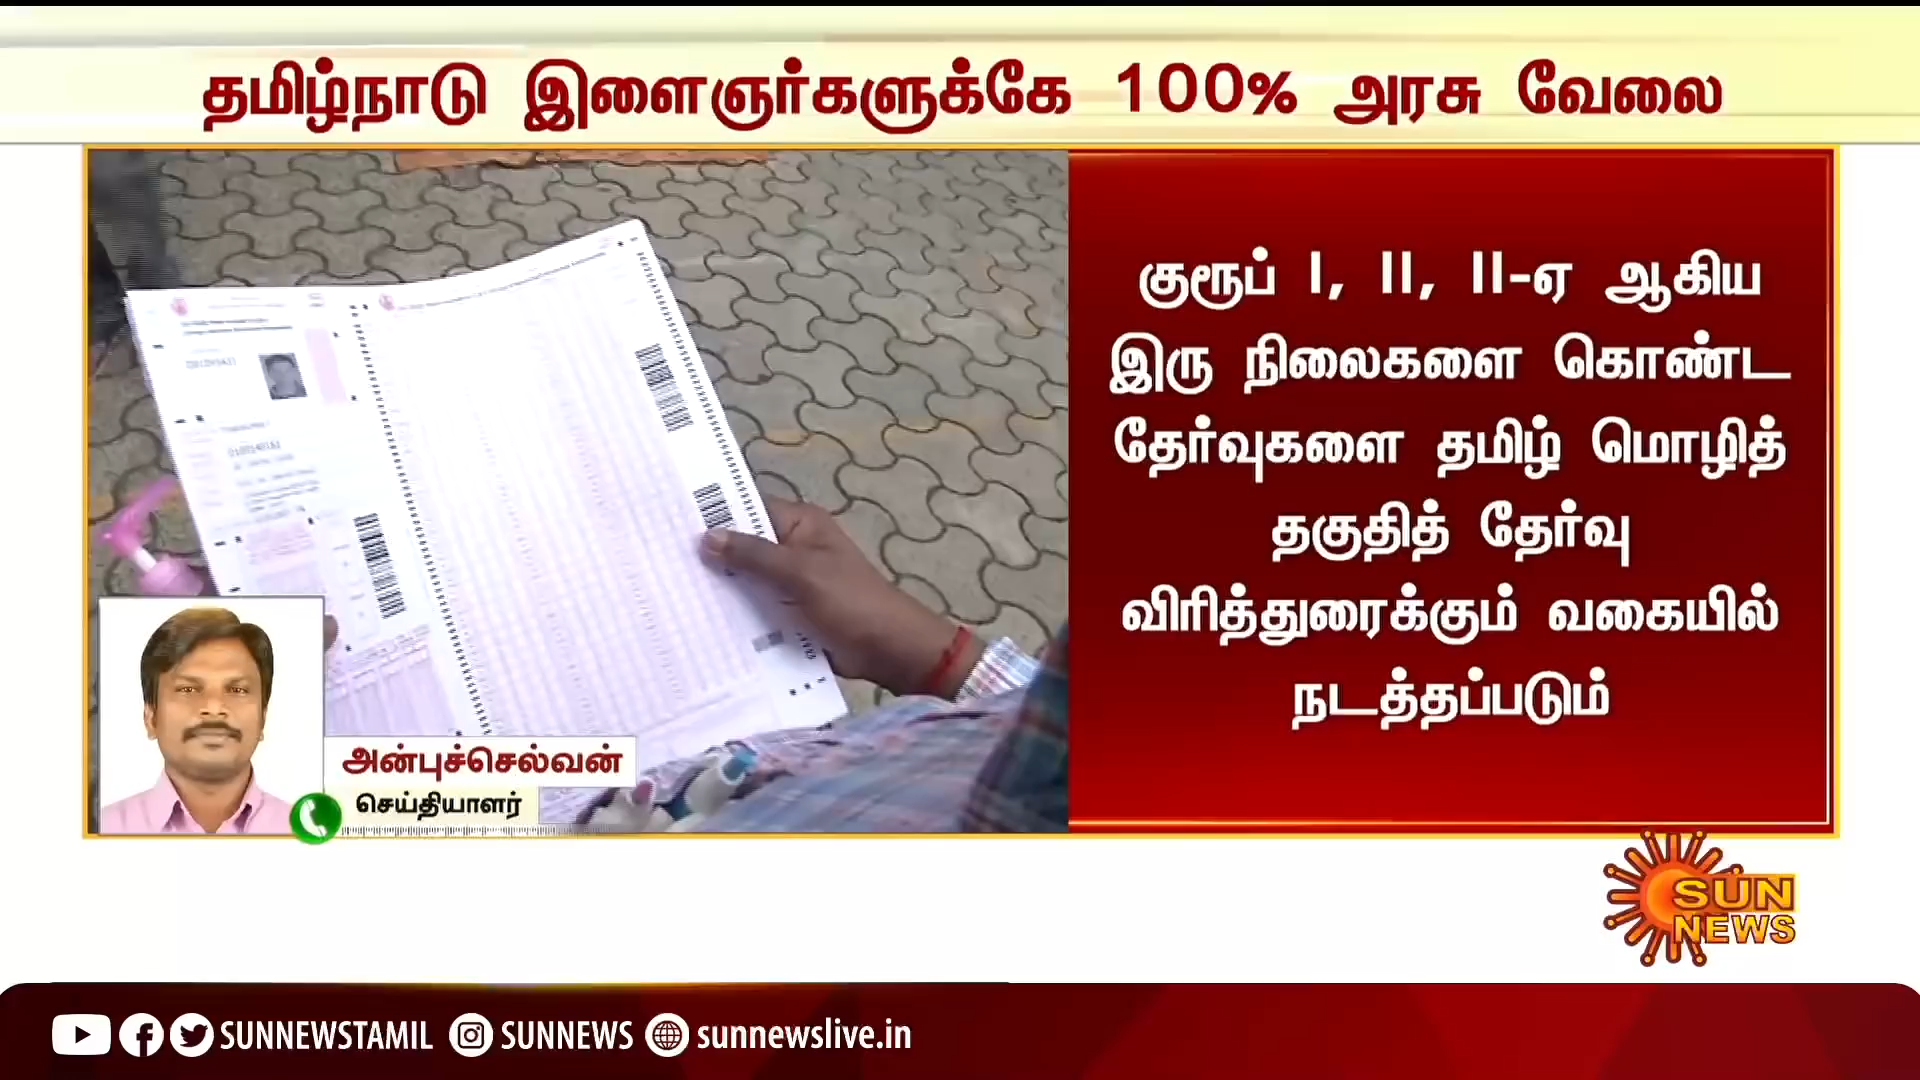 தமிழ்நாடு இளைஞர்களுக்கே 100% அரசு வேலை
குரூப் I, II, II-ஏ ஆகிய
இரு நிலைகளை கொண்ட
தேர்வுகளை தமிழ் மொழித்
தகுதித் தேர்வு
விரித்துரைக்கும் வகையில்
நடத்தப்படும்
அன்புச்செல்வன்
செய்தியாளர்
SUN
NEWS
SUNNEWSTAMIL SUNNEWS sunnewslive.in